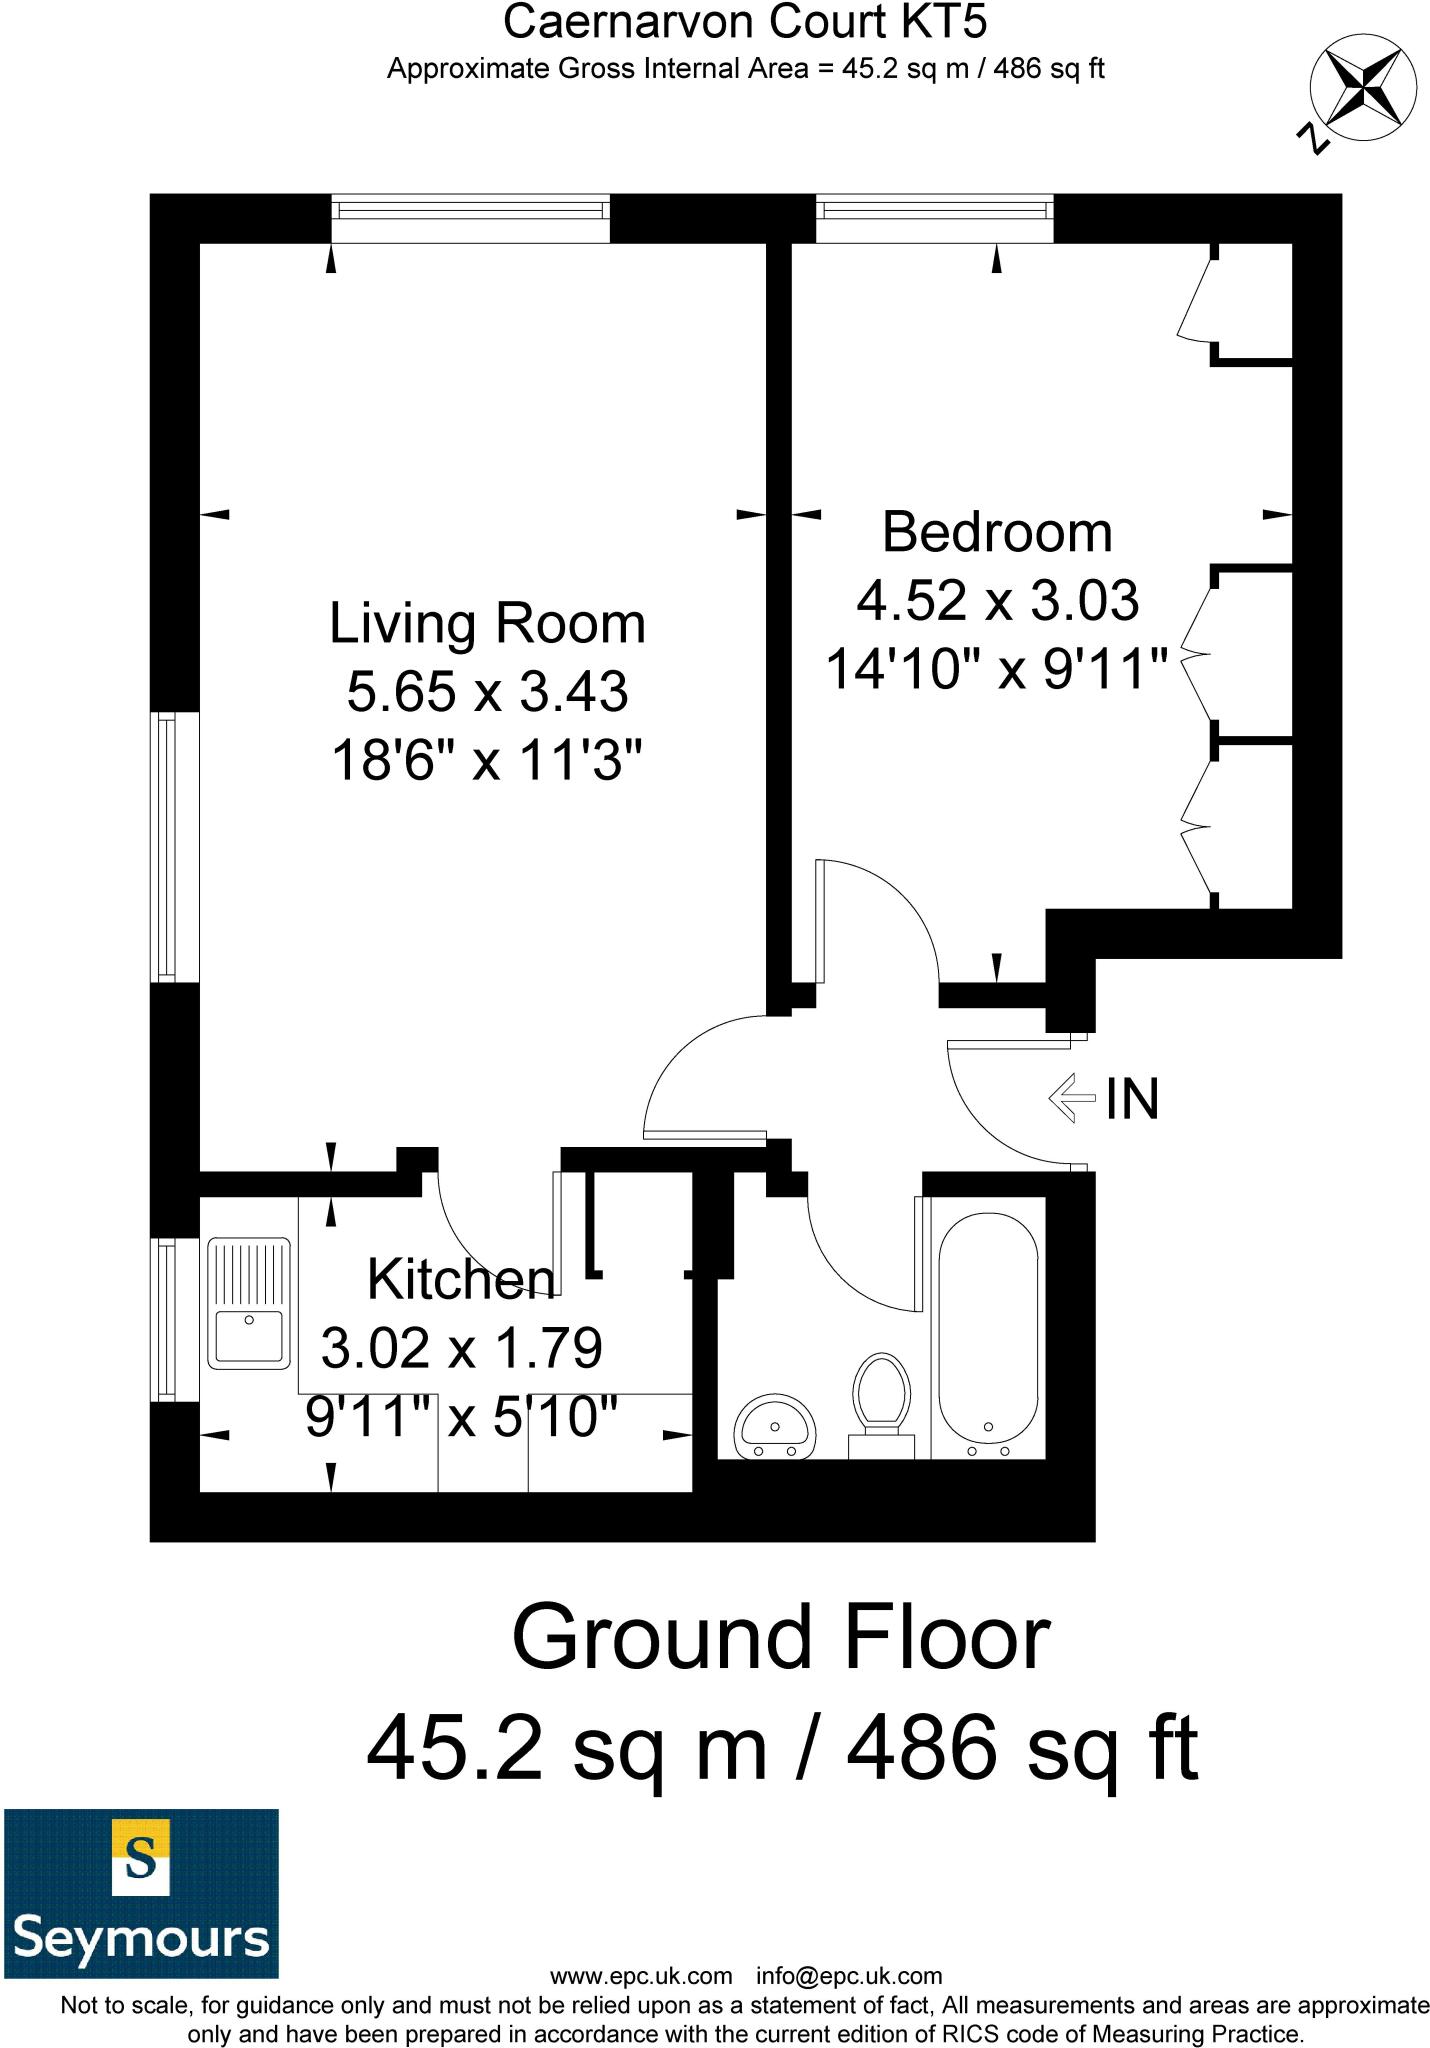 Caernarvon Court KT5
Approximate Gross Internal Area = 45.2 sq m / 486 sq ft
N
Bedroom
4.52 x 3.03
14'10" x 9'11"
Living Room
5.65 x 3.43
18'6" x 11'3"
IN
Kitchen
3.02 x 1.79
9'11" x 5'10"
Ground Floor
45.2 sq m / 486 sq ft
S
Seymours
www.epc.uk.com info@epc.uk.com
Not to scale, for guidance only and must not be relied upon as a statement of fact, All measurements and areas are approximate
only and have been prepared in accordance with the current edition of RICS code of Measuring Practice.